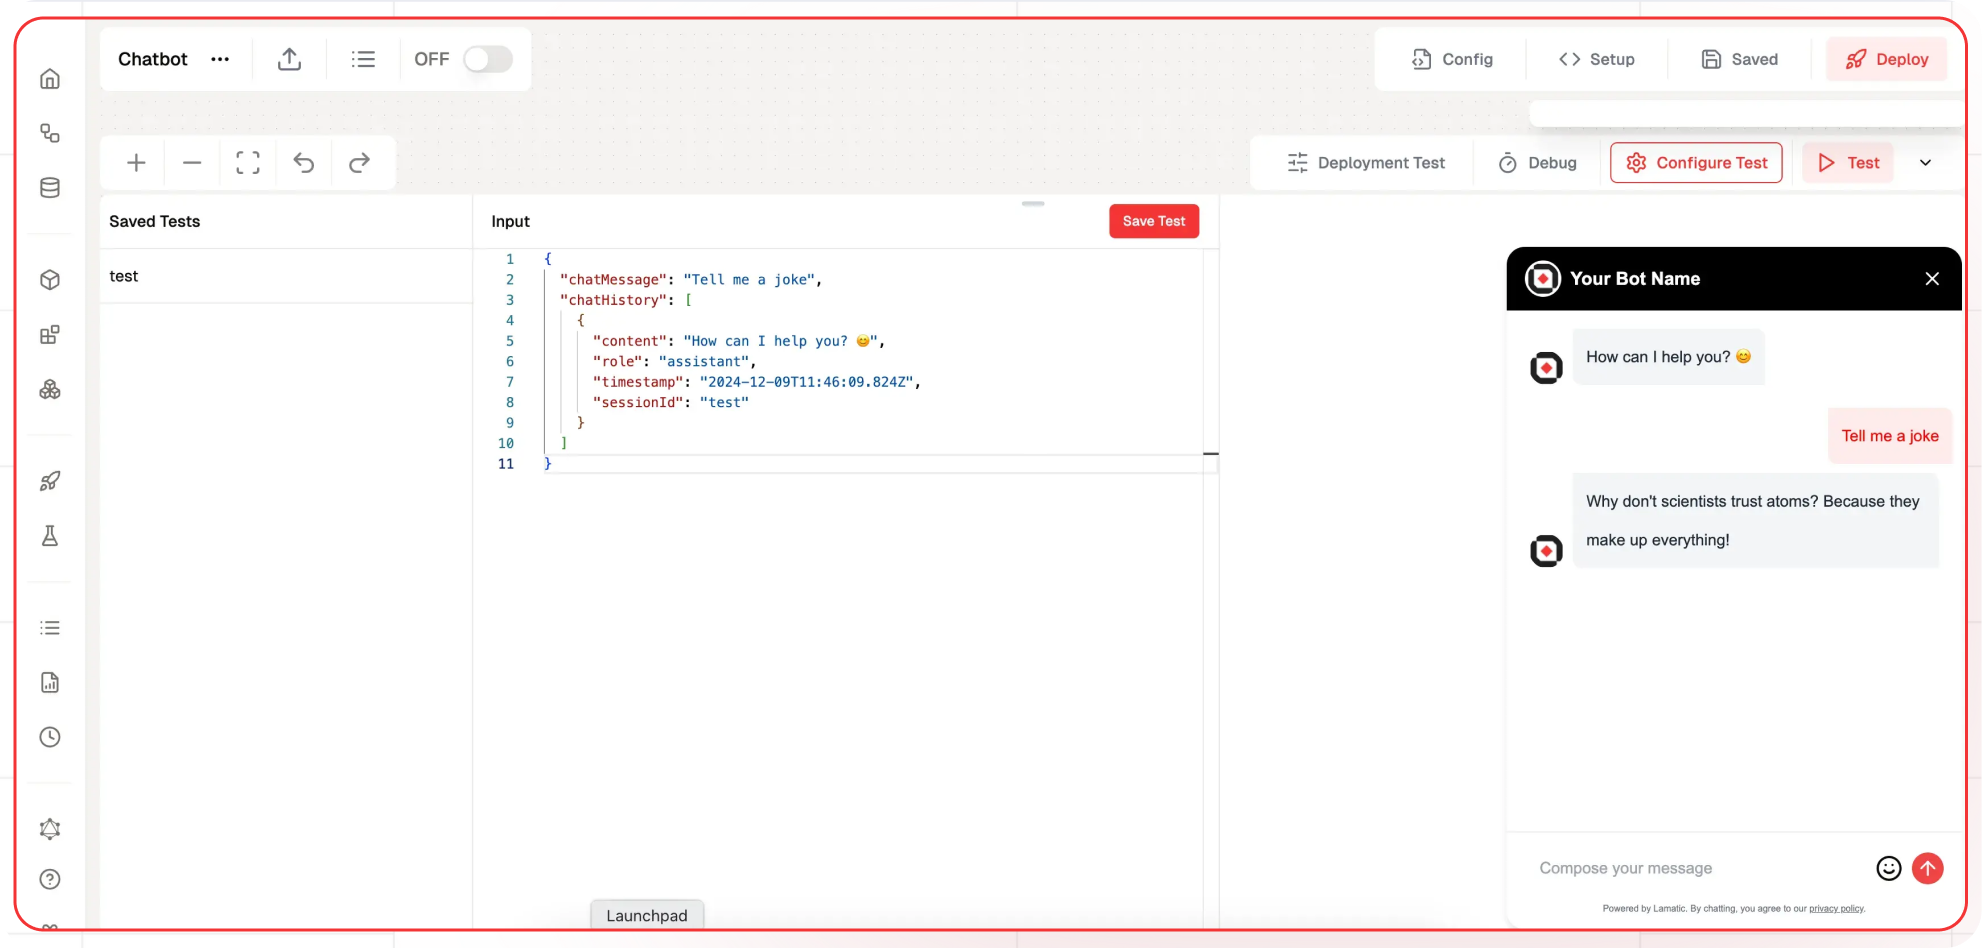 Chatbot
OFF
Config
Setup
Saved
Deploy
Deployment Test
Debug
Configure Test
Test
Saved Tests
test
Input
Save Test
1 {
2 "chatMessage": "Tell me a joke",
3 "chatHistory": [
4 {
5 "content": "How can I help you? 😊",
6 "role": "assistant",
7 "timestamp": "2024-12-09T11:46:09.824Z",
8 "sessionId": "test"
9 }
10 ]
11 }
Your Bot Name
How can I help you? 😊
Tell me a joke
Why don't scientists trust atoms? Because they
make up everything!
Compose your message
Powered by Lamatic. By chatting, you agree to our privacy policy.
Launchpad